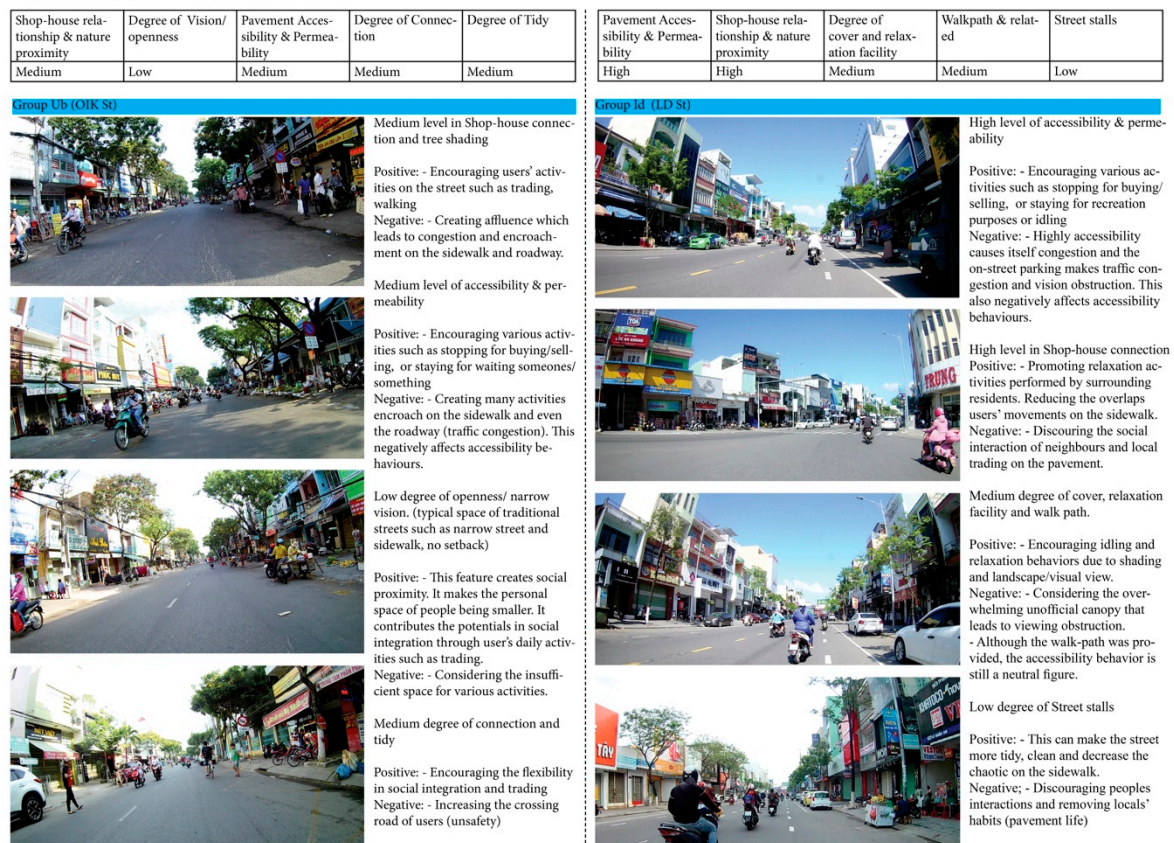 Shop-house rela-
tionship & nature
proximity
Degree of Vision/
openness
Pavement Acces-
sibility & Permea-
bility
Degree of Connec-
tion
Degree of Tidy
Medium
Low
Medium
Medium
Medium
Group Ub (OIK St)
Medium level in Shop-house connec-
tion and tree shading
Positive: - Encouraging users' activ-
ities on the street such as trading,
walking
Negative: - Creating affluence which
leads to congestion and encroach-
ment on the sidewalk and roadway.
Medium level of accessibility & per-
meability
Positive: - Encouraging various activ-
ities such as stopping for buying/sell-
ing, or staying for waiting someones/
something
Negative: - Creating many activities
encroach on the sidewalk and even
the roadway (traffic congestion). This
negatively affects accessibility be-
haviours.
Low degree of openness/ narrow
vision. (typical space of traditional
streets such as narrow street and
sidewalk, no setback)
Positive: - This feature creates social
proximity. It makes the personal
space of people being smaller. It
contributes the potentials in social
integration through user's daily activ-
ities such as trading.
Negative: - Considering the insuffi-
cient space for various activities.
Medium degree of connection and
tidy
Positive: - Encouraging the flexibility
in social integration and trading
Negative: - Increasing the crossing
road of users (unsafety)
Pavement Acces-
sibility & Permea-
bility
Shop-house rela-
tionship & nature
proximity
Degree of
cover and relax-
ation facility
Walkpath & relat-
ed
Street stalls
High
High
Medium
Medium
Low
Group Id (LD St)
High level of accessibility & perme-
ability
Positive: - Encouraging various ac-
tivities such as stopping for buying/
selling, or staying for recreation
purposes or idling
Negative: - Highly accessibility
causes itself congestion and the
on-street parking makes traffic con-
gestion and vision obstruction. This
also negatively affects accessibility
behaviours.
High level in Shop-house connection
Positive: - Promoting relaxation ac-
tivities performed by surrounding
residents. Reducing the overlaps
users' movements on the sidewalk.
Negative: - Discouring the social
interaction of neighbours and local
trading on the pavement.
Medium degree of cover, relaxation
facility and walk path.
Positive: - Encouraging idling and
relaxation behaviors due to shading
and landscape/visual view.
Negative: - Considering the over-
whelming unofficial canopy that
leads to viewing obstruction.
- Although the walk-path was pro-
vided, the accessibility behavior is
still a neutral figure.
Low degree of Street stalls
Positive: - This can make the street
more tidy, clean and decrease the
chaotic on the sidewalk.
Negative; - Discouraging peoples
interactions and removing locals'
habits (pavement life)
TRUNG
TÂY